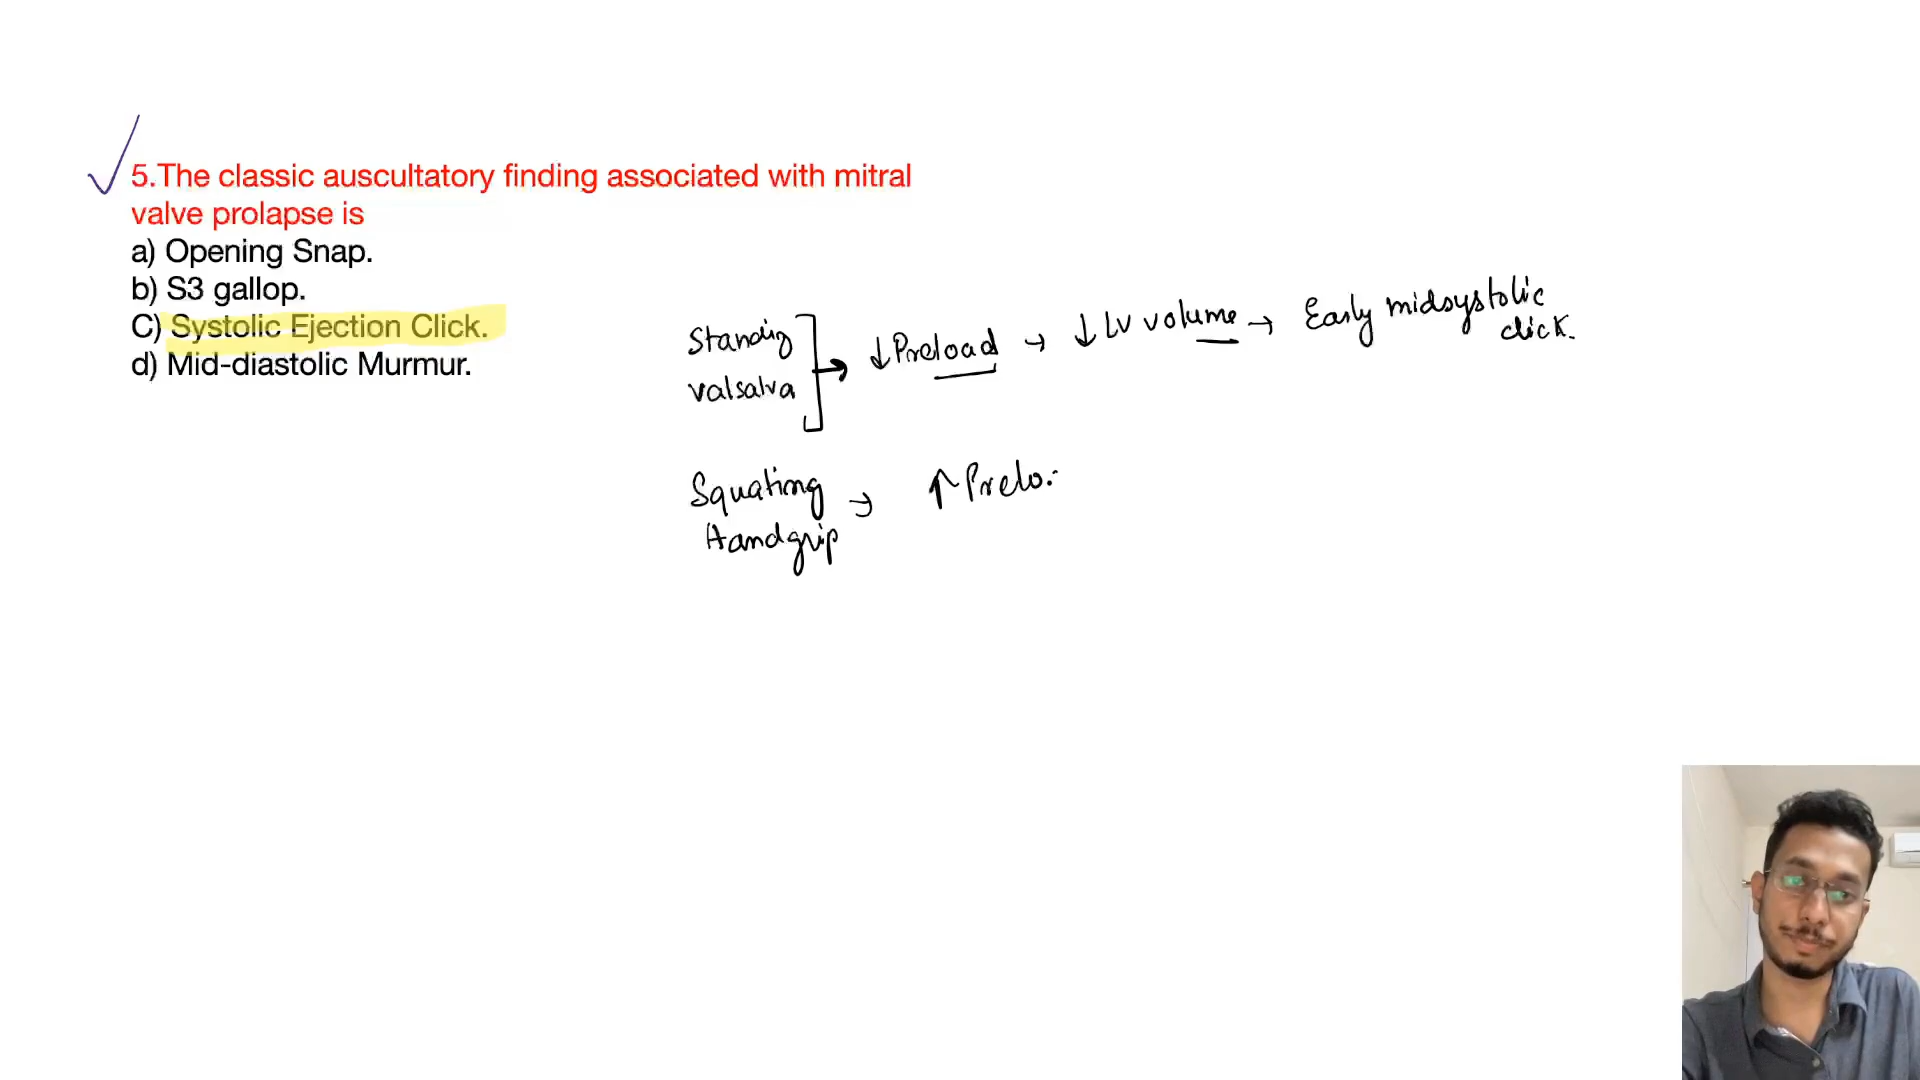 5.The classic auscultatory finding associated with mitral
valve prolapse is
a) Opening Snap.
b) S3 gallop.
C) Systolic Ejection Click.
d) Mid-diastolic Murmur.
Standing
valsalva
↓Preload → ↓LV volume → Early midsystolic
click.
Squating → ↑Prelo
Handgrip